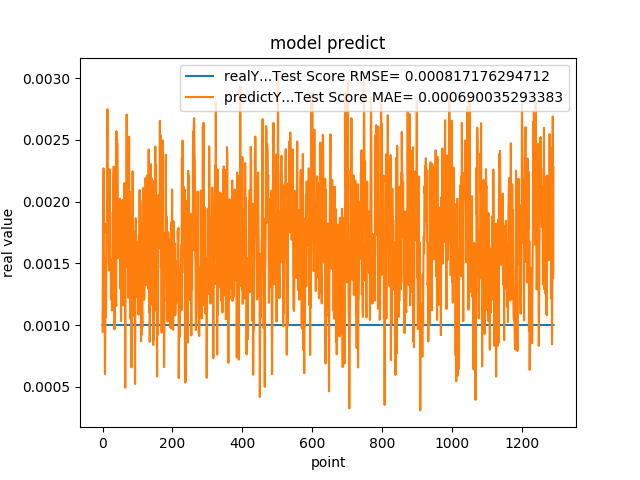 model predict
realY...Test Score RMSE= 0.000817176294712
predictY...Test Score MAE= 0.000690035293383
real value
0.0030
0.0025
0.0020
0.0015
0.0010
0.0005
0 200 400 600 800 1000 1200
point